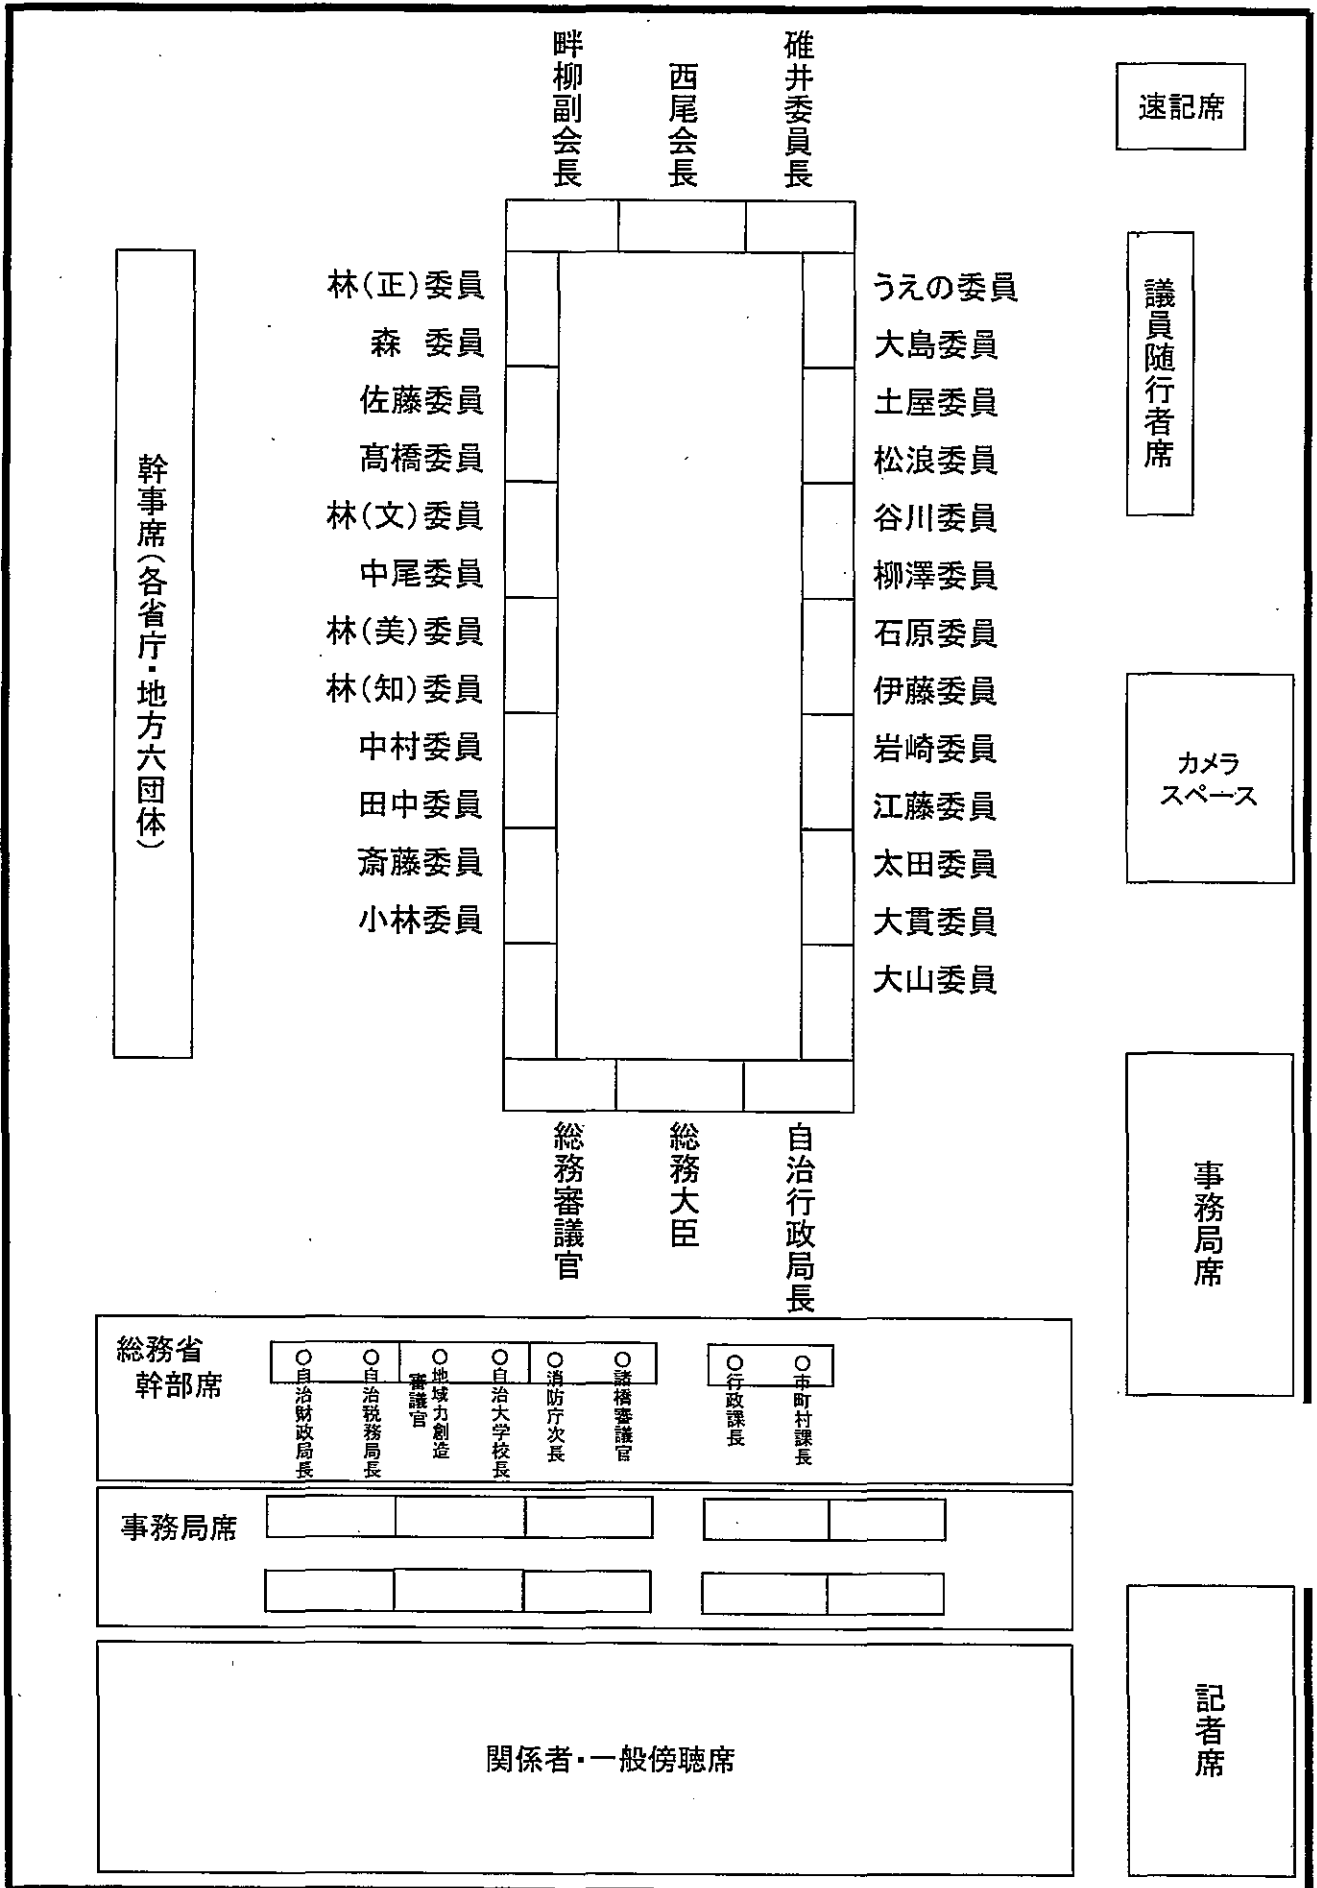 畔柳副会長
西尾会長
碓井委員長
速記席
林(正)委員
森 委員
佐藤委員
髙橋委員
林(文)委員
中尾委員
林(美)委員
林(知)委員
中村委員
田中委員
斎藤委員
小林委員
うえの委員
大島委員
土屋委員
松浪委員
谷川委員
柳澤委員
石原委員
伊藤委員
岩崎委員
江藤委員
太田委員
大貫委員
大山委員
幹事席(各省庁・地方六団体)
議員随行者席
カメラ
スペース
事務局席
総務審議官
総務大臣
自治行政局長
総務省
幹部席
○自治財政局長
○自治税務局長
○地域力創造
審議官
○自治大学校長
○消防庁次長
○諸橋審議官
○行政課長
○市町村課長
事務局席
関係者・一般傍聴席
記者席